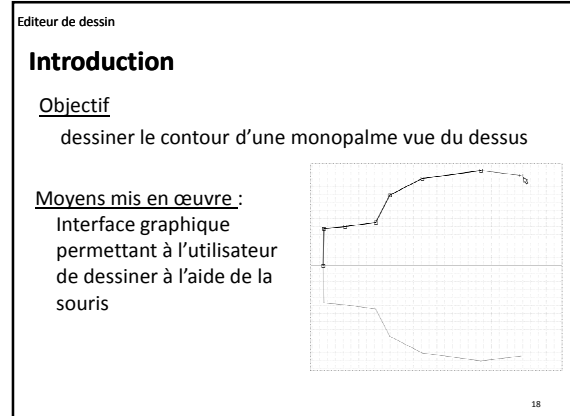 Editeur de dessin
Introduction
Objectif
dessiner le contour d’une monopalme vue du dessus
Moyens mis en œuvre :
Interface graphique
permettant à l’utilisateur
de dessiner à l’aide de la
souris
18